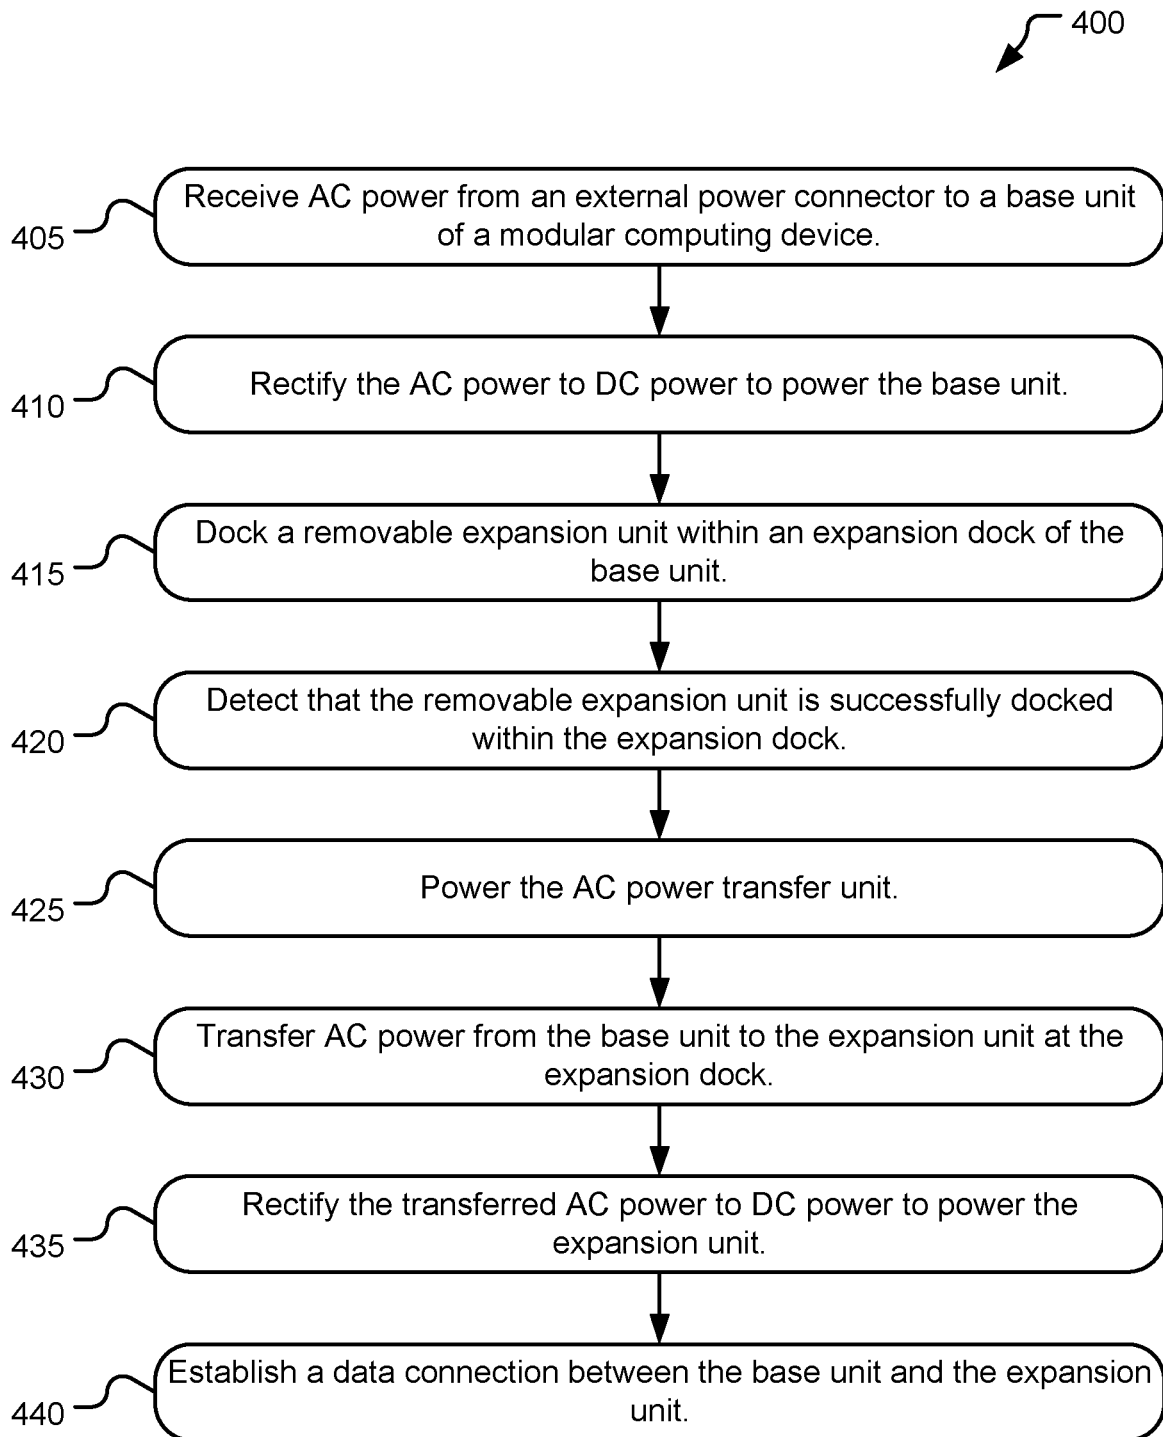 400
Receive AC power from an external power connector to a base unit
of a modular computing device.
405
Rectify the AC power to DC power to power the base unit.
410
Dock a removable expansion unit within an expansion dock of the
base unit.
415
Detect that the removable expansion unit is successfully docked
within the expansion dock.
420
Power the AC power transfer unit.
425
Transfer AC power from the base unit to the expansion unit at the
expansion dock.
430
Rectify the transferred AC power to DC power to power the
expansion unit.
435
Establish a data connection between the base unit and the expansion
unit.
440